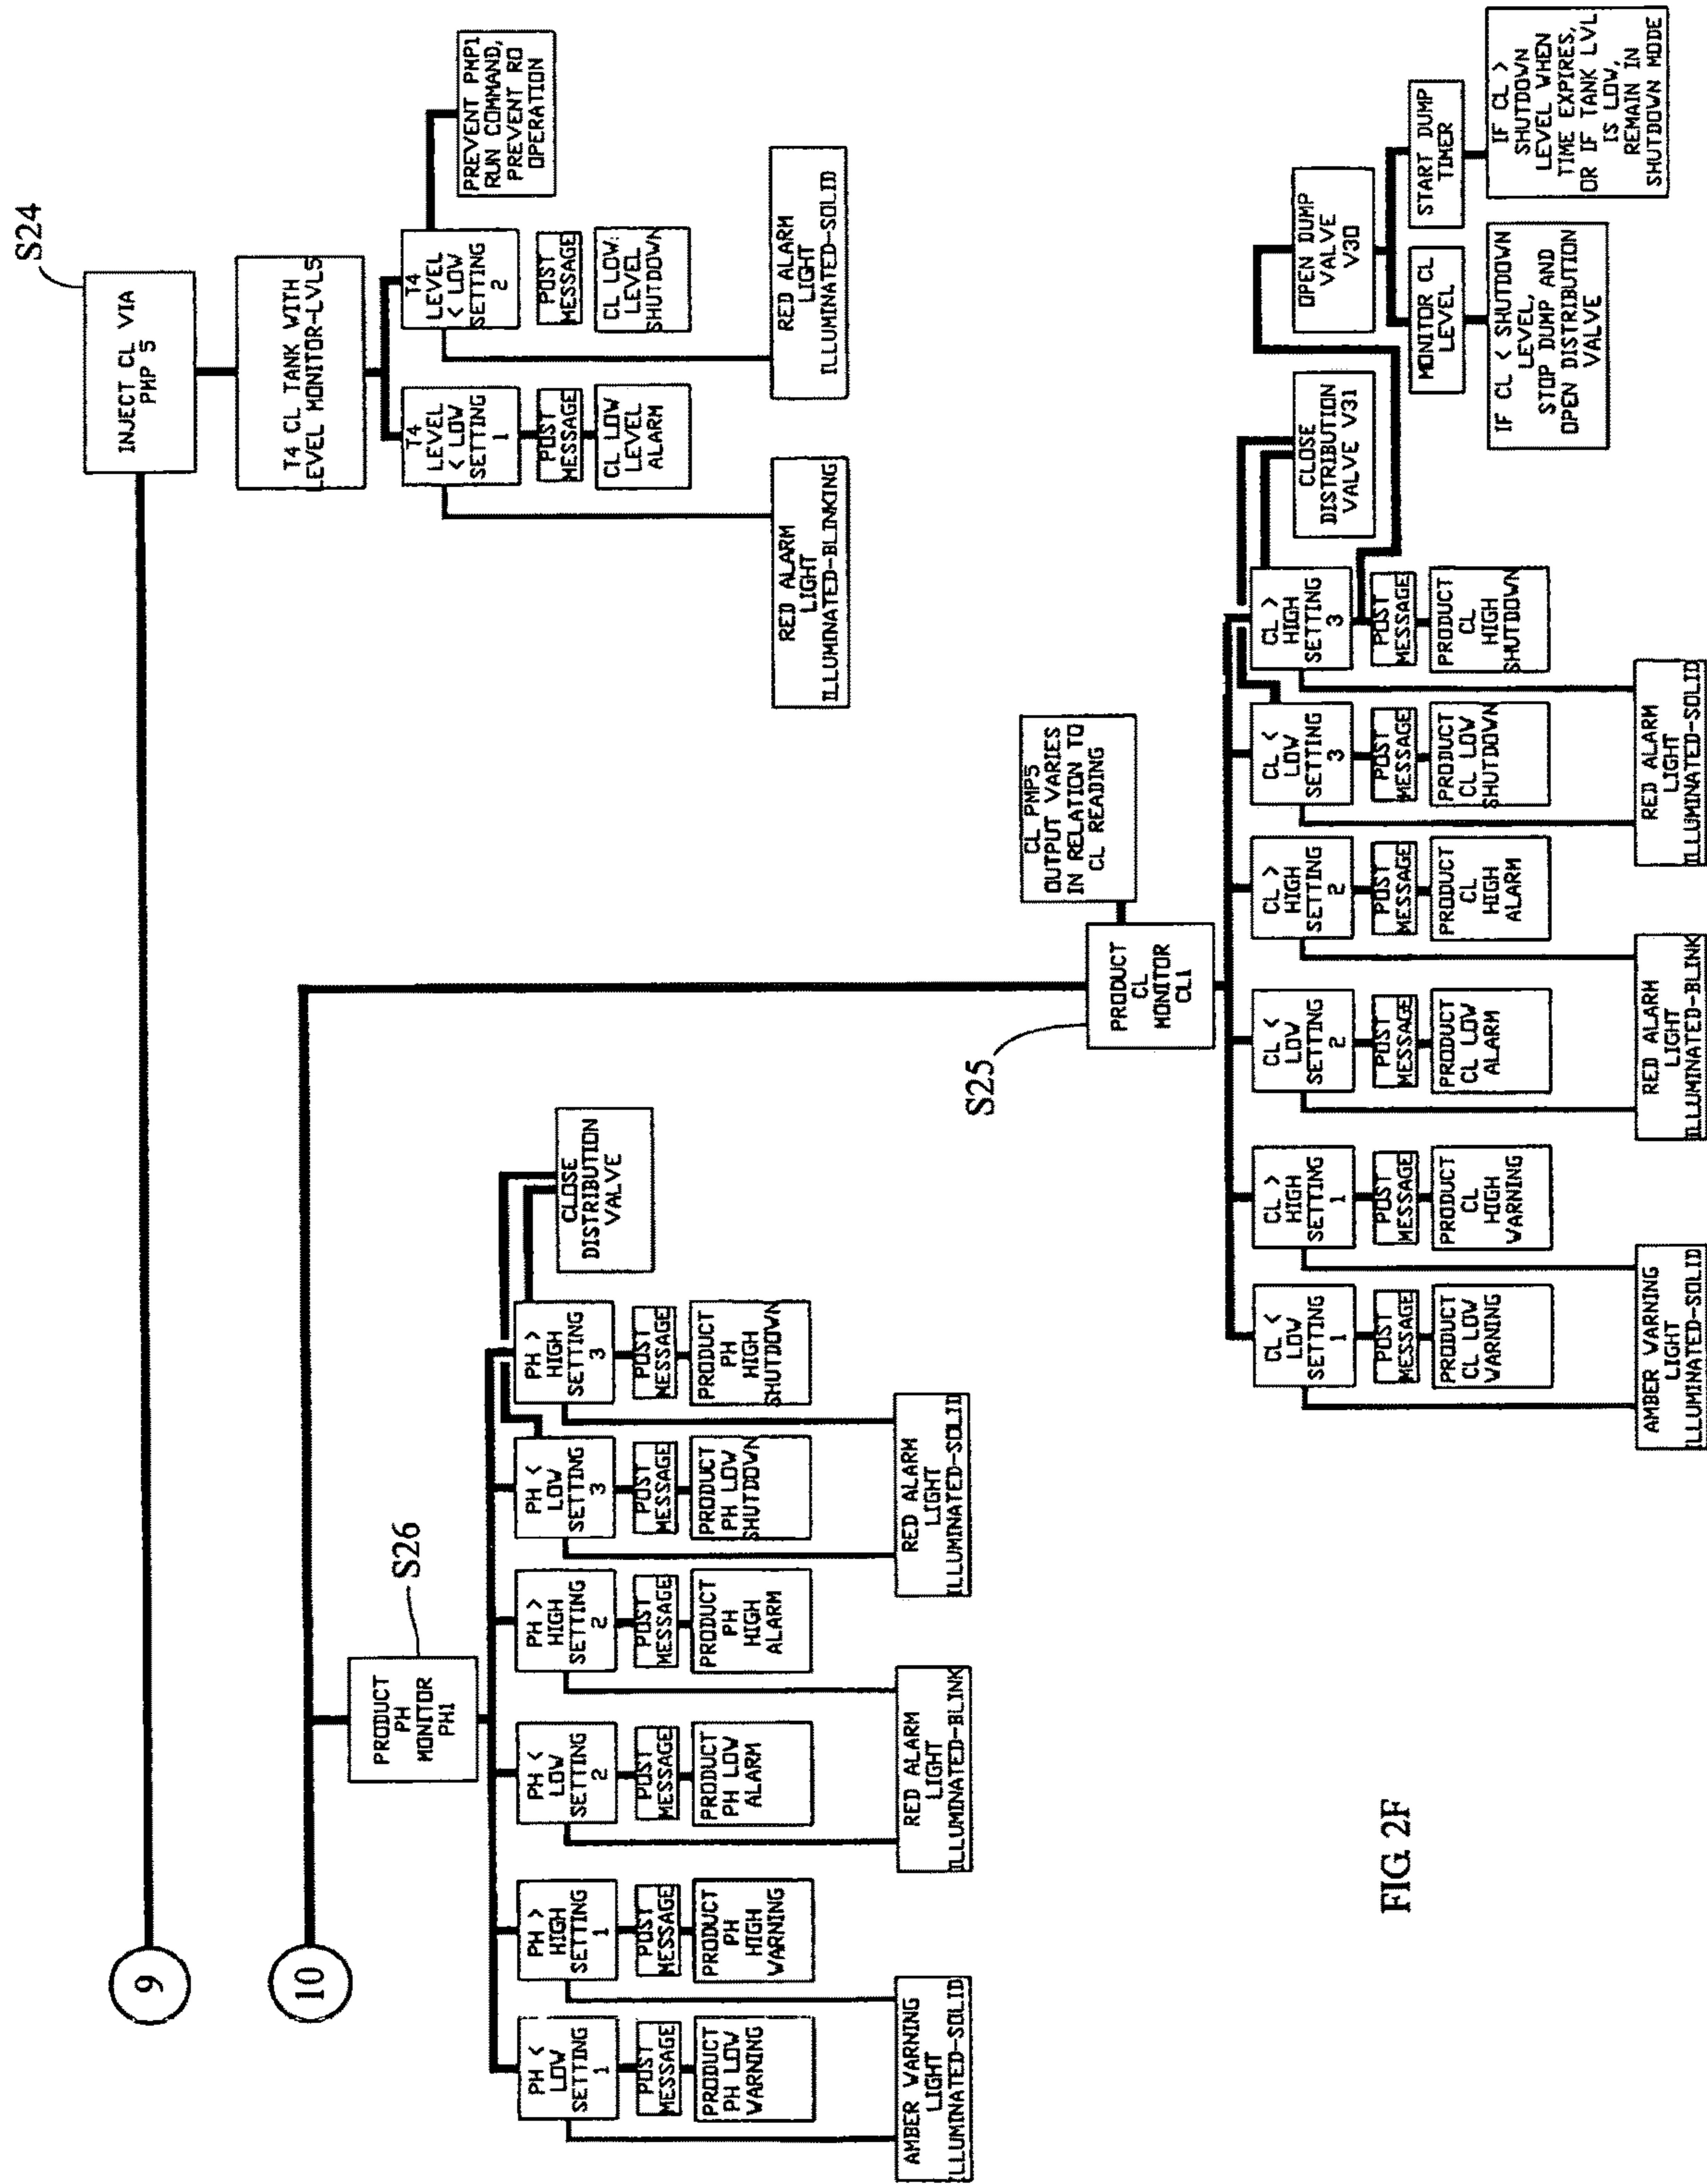 S24
INJECT CL VIA
PMP 5
T4 CL TANK WITH
LEVEL MONITOR-LVL5
T4
LEVEL
< LOW
SETTING
1
POST
MESSAGE
CL LOW
LEVEL
ALARM
RED ALARM
LIGHT
ILLUMINATED-BLINKING
T4
LEVEL
< LOW
SETTING
2
POST
MESSAGE
CL LOW
LEVEL
SHUTDOWN
RED ALARM
LIGHT
ILLUMINATED-SOLID
PREVENT PMP1
RUN COMMAND,
PREVENT RO
OPERATION
9
10
PRODUCT
PH
MONITOR
PH1
S26
PH <
LOW
SETTING
1
POST
MESSAGE
PRODUCT
PH LOW
WARNING
PH >
HIGH
SETTING
1
POST
MESSAGE
PRODUCT
PH
HIGH
WARNING
AMBER WARNING
LIGHT
ILLUMINATED-SOLID
PH <
LOW
SETTING
2
POST
MESSAGE
PRODUCT
PH LOW
ALARM
PH >
HIGH
SETTING
2
POST
MESSAGE
PRODUCT
PH
HIGH
ALARM
RED ALARM
LIGHT
ILLUMINATED-BLINK
PH <
LOW
SETTING
3
POST
MESSAGE
PRODUCT
PH LOW
SHUTDOWN
PH >
HIGH
SETTING
3
POST
MESSAGE
PRODUCT
PH
HIGH
SHUTDOWN
RED ALARM
LIGHT
ILLUMINATED-SOLID
CLOSE
DISTRIBUTION
VALVE
S25
PRODUCT
CL
MONITOR
CL1
CL PMP5
OUTPUT VARIES
IN RELATION TO
CL READING
CL <
LOW
SETTING
1
POST
MESSAGE
PRODUCT
CL LOW
WARNING
CL >
HIGH
SETTING
1
POST
MESSAGE
PRODUCT
CL
HIGH
WARNING
AMBER WARNING
LIGHT
ILLUMINATED-SOLID
CL <
LOW
SETTING
2
POST
MESSAGE
PRODUCT
CL LOW
ALARM
CL >
HIGH
SETTING
2
POST
MESSAGE
PRODUCT
CL
HIGH
ALARM
RED ALARM
LIGHT
ILLUMINATED-BLINK
CL <
LOW
SETTING
3
POST
MESSAGE
PRODUCT
CL LOW
SHUTDOWN
CL >
HIGH
SETTING
3
POST
MESSAGE
PRODUCT
CL
HIGH
SHUTDOWN
RED ALARM
LIGHT
ILLUMINATED-SOLID
CLOSE
DISTRIBUTION
VALVE V31
OPEN DUMP
VALVE
V30
MONITOR CL
LEVEL
IF CL < SHUTDOWN
LEVEL,
STOP DUMP AND
OPEN DISTRIBUTION
VALVE
START DUMP
TIMER
IF CL >
SHUTDOWN
LEVEL WHEN
TIME EXPIRES,
OR IF TANK LVL
IS LOW,
REMAIN IN
SHUTDOWN MODE
FIG 2F